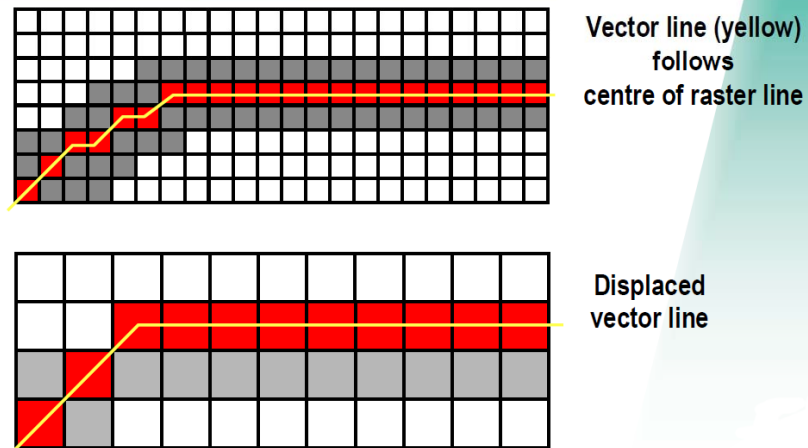 Vector line (yellow)
follows
centre of raster line
Displaced
vector line